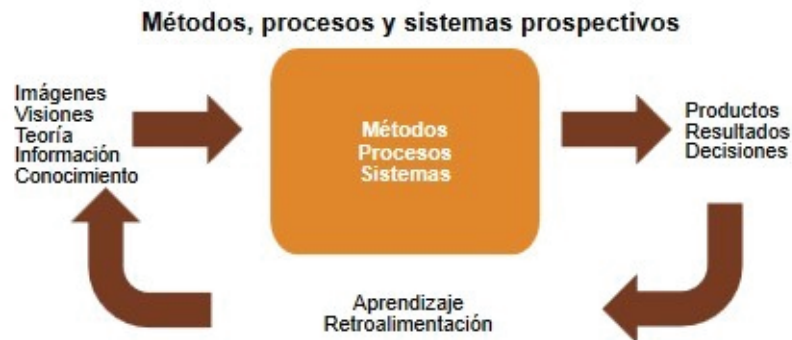 Métodos, procesos y sistemas prospectivos
Imágenes
Visiones
Teoría
Información
Conocimiento
Métodos
Procesos
Sistemas
Productos
Resultados
Decisiones
Aprendizaje
Retroalimentación